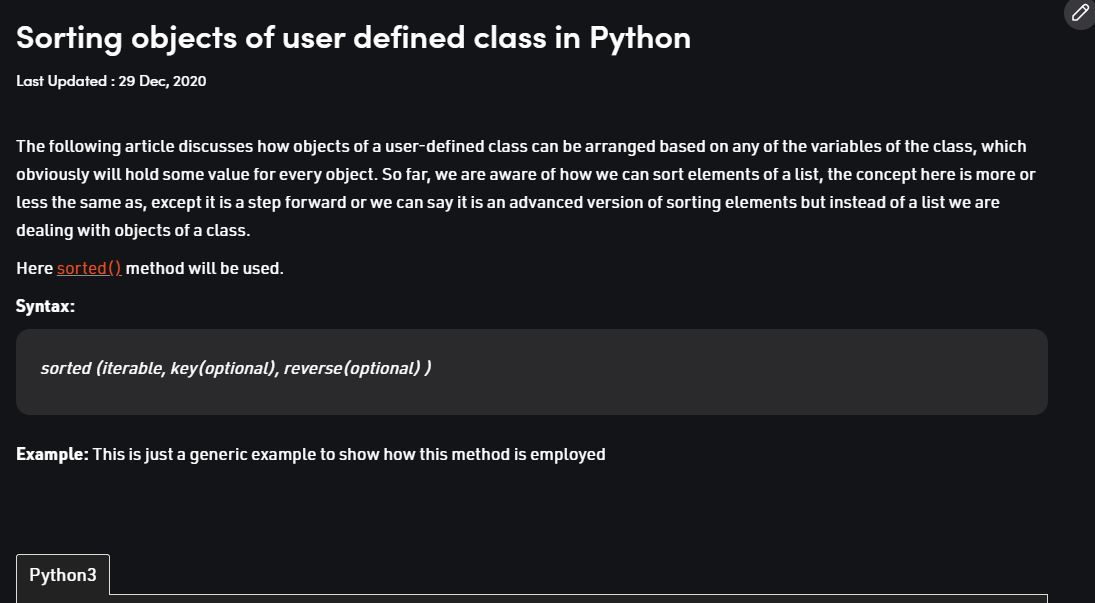 Sorting objects of user defined class in Python
Last Updated : 29 Dec, 2020
The following article discusses how objects of a user-defined class can be arranged based on any of the variables of the class, which
obviously will hold some value for every object. So far, we are aware of how we can sort elements of a list, the concept here is more or
less the same as, except it is a step forward or we can say it is an advanced version of sorting elements but instead of a list we are
dealing with objects of a class.
Here sorted() method will be used.
Syntax:
sorted (iterable, key(optional), reverse(optional) )
Example: This is just a generic example to show how this method is employed
Python3